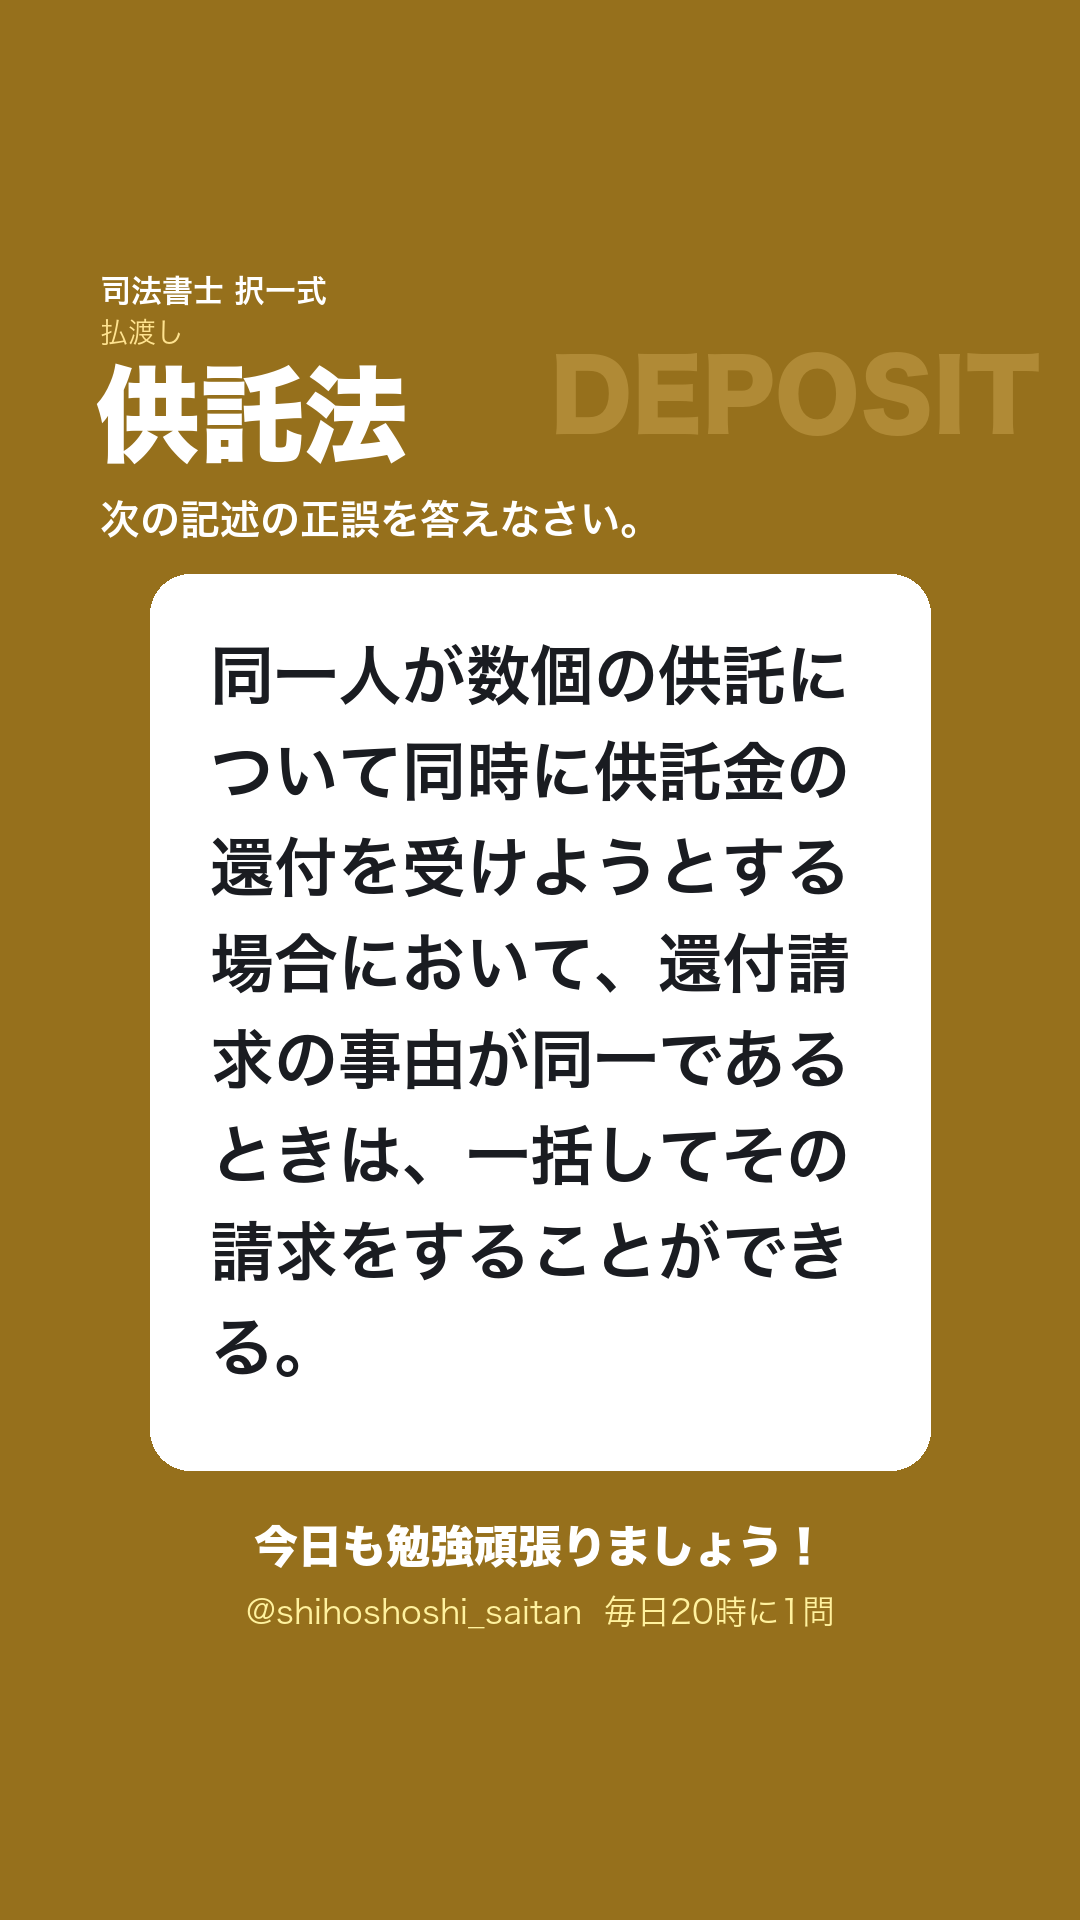 司法書士 択一式
払渡し
供託法
DEPOSIT
次の記述の正誤を答えなさい。
同一人が数個の供託に
ついて同時に供託金の
還付を受けようとする
場合において、還付請
求の事由が同一である
ときは、一括してその
請求をすることができ
る。
今日も勉強頑張りましょう！
@shihoshoshi_saitan 毎日20時に1問